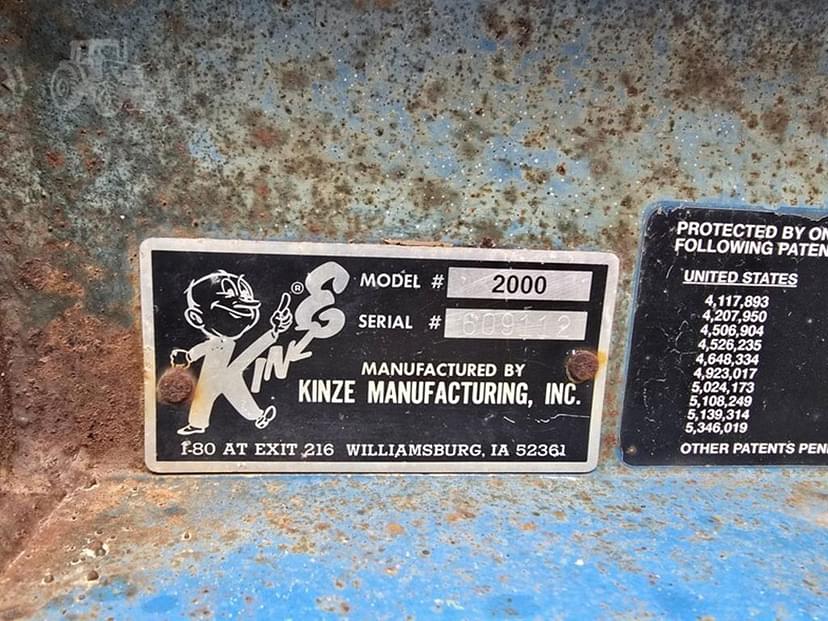 KinzE ®
MODEL # 2000
SERIAL # 609112
MANUFACTURED BY
KINZE MANUFACTURING, INC.
I-80 AT EXIT 216 WILLIAMSBURG, IA 52361
PROTECTED BY ON
FOLLOWING PATEN
UNITED STATES
4,117,893
4,207,950
4,506,904
4,526,235
4,648,334
4,923,017
5,024,173
5,108,249
5,139,314
5,346,019
OTHER PATENTS PEN